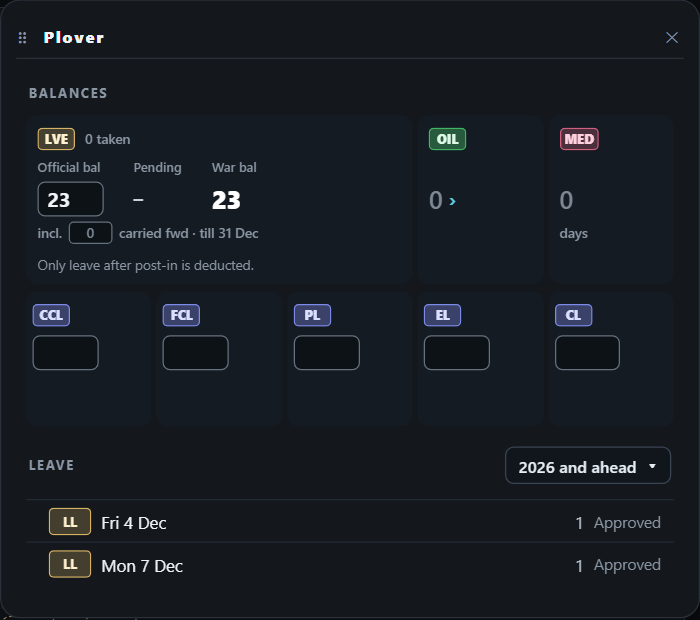 Plover
BALANCES
LVE 0 taken
Official bal Pending War bal
23 – 23
incl. 0 carried fwd · till 31 Dec
Only leave after post-in is deducted.
OIL
0 ›
MED
0
days
CCL FCL PL EL CL
LEAVE 2026 and ahead
LL Fri 4 Dec 1 Approved
LL Mon 7 Dec 1 Approved